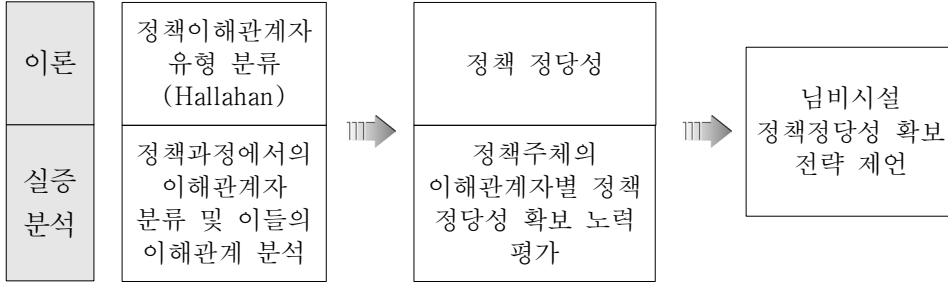 이론
정책이해관계자
유형 분류
(Hallahan)
정책 정당성
실증
분석
정책과정에서의
이해관계자
분류 및 이들의
이해관계 분석
정책주체의
이해관계자별 정책
정당성 확보 노력
평가
님비시설
정책정당성 확보
전략 제언